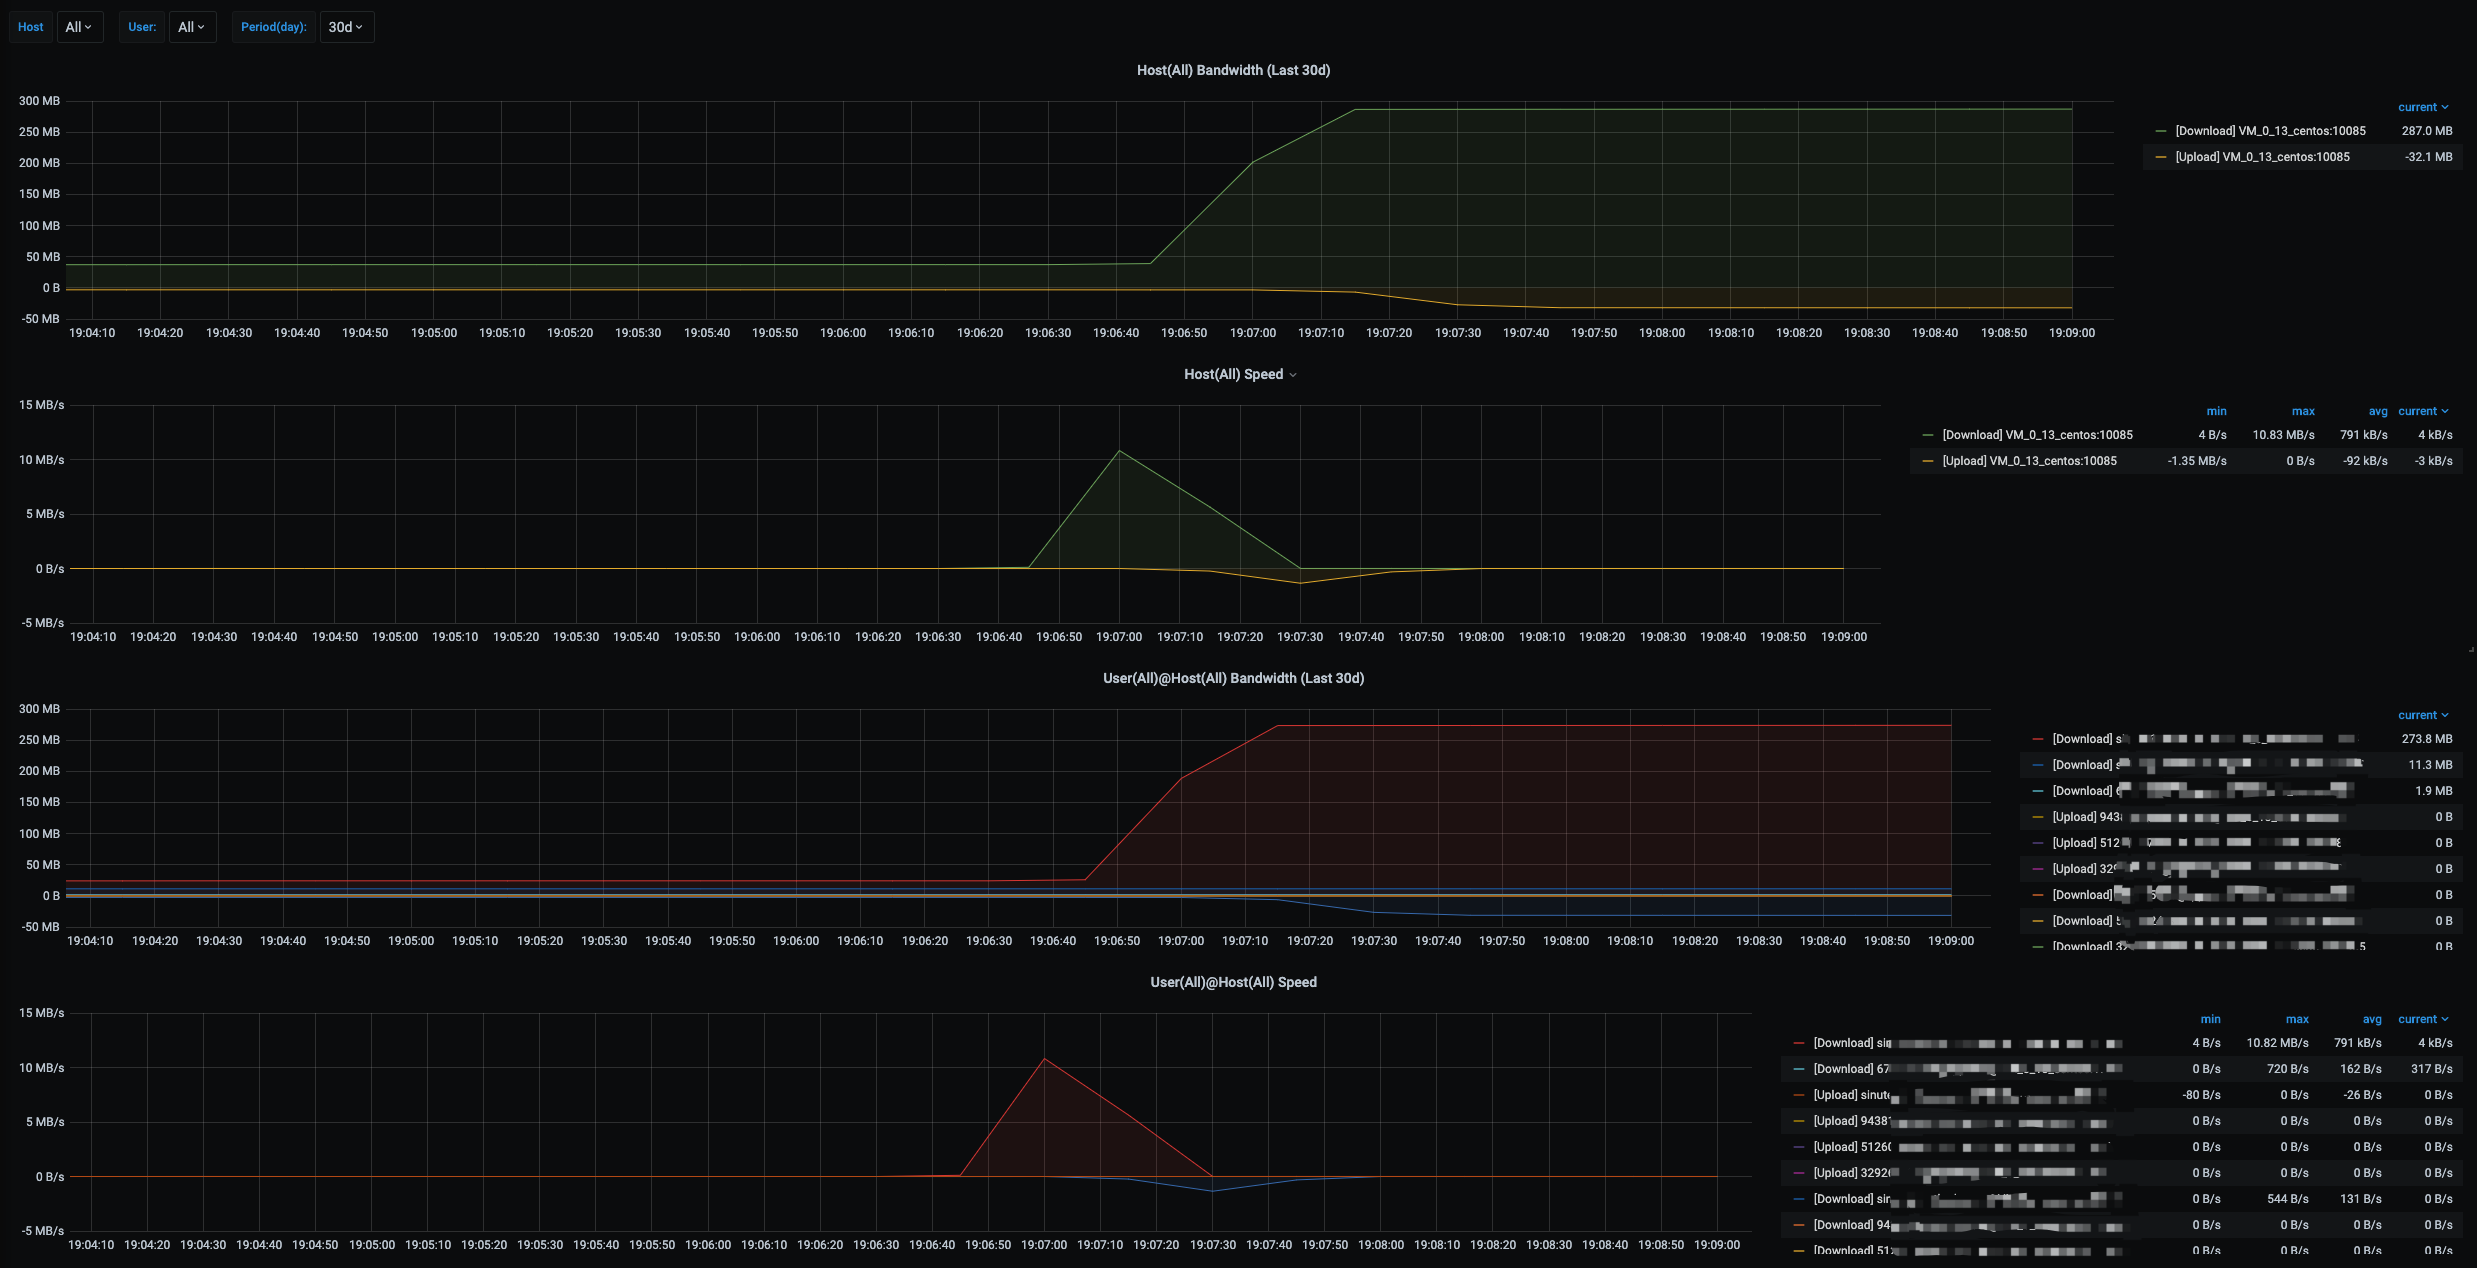 Host All User: All Period(day): 30d
Host(All) Bandwidth (Last 30d)
300 MB
250 MB
200 MB
150 MB
100 MB
50 MB
0 B
-50 MB
19:04:10 19:04:20 19:04:30 19:04:40 19:04:50 19:05:00 19:05:10 19:05:20 19:05:30 19:05:40 19:05:50 19:06:00 19:06:10 19:06:20 19:06:30 19:06:40 19:06:50 19:07:00 19:07:10 19:07:20 19:07:30 19:07:40 19:07:50 19:08:00 19:08:10 19:08:20 19:08:30 19:08:40 19:08:50 19:09:00
current
[Download] VM_0_13_centos:10085 287.0 MB
[Upload] VM_0_13_centos:10085 -32.1 MB
Host(All) Speed
15 MB/s
10 MB/s
5 MB/s
0 B/s
-5 MB/s
19:04:10 19:04:20 19:04:30 19:04:40 19:04:50 19:05:00 19:05:10 19:05:20 19:05:30 19:05:40 19:05:50 19:06:00 19:06:10 19:06:20 19:06:30 19:06:40 19:06:50 19:07:00 19:07:10 19:07:20 19:07:30 19:07:40 19:07:50 19:08:00 19:08:10 19:08:20 19:08:30 19:08:40 19:08:50 19:09:00
min max avg current
[Download] VM_0_13_centos:10085 4 B/s 10.83 MB/s 791 kB/s 4 kB/s
[Upload] VM_0_13_centos:10085 -1.35 MB/s 0 B/s -92 kB/s -3 kB/s
User(All)@Host(All) Bandwidth (Last 30d)
300 MB
250 MB
200 MB
150 MB
100 MB
50 MB
0 B
-50 MB
19:04:10 19:04:20 19:04:30 19:04:40 19:04:50 19:05:00 19:05:10 19:05:20 19:05:30 19:05:40 19:05:50 19:06:00 19:06:10 19:06:20 19:06:30 19:06:40 19:06:50 19:07:00 19:07:10 19:07:20 19:07:30 19:07:40 19:07:50 19:08:00 19:08:10 19:08:20 19:08:30 19:08:40 19:08:50 19:09:00
current
[Download] 273.8 MB
[Download] 11.3 MB
[Download] 1.9 MB
[Upload] 0 B
[Upload] 0 B
[Upload] 0 B
[Download] 0 B
[Download] 0 B
[Download] 0 B
User(All)@Host(All) Speed
15 MB/s
10 MB/s
5 MB/s
0 B/s
-5 MB/s
19:04:10 19:04:20 19:04:30 19:04:40 19:04:50 19:05:00 19:05:10 19:05:20 19:05:30 19:05:40 19:05:50 19:06:00 19:06:10 19:06:20 19:06:30 19:06:40 19:06:50 19:07:00 19:07:10 19:07:20 19:07:30 19:07:40 19:07:50 19:08:00 19:08:10 19:08:20 19:08:30 19:08:40 19:08:50 19:09:00
min max avg current
[Download] 4 B/s 10.82 MB/s 791 kB/s 4 kB/s
[Download] 0 B/s 720 B/s 162 B/s 317 B/s
[Upload] -80 B/s 0 B/s -26 B/s 0 B/s
[Upload] 0 B/s 0 B/s 0 B/s 0 B/s
[Upload] 0 B/s 0 B/s 0 B/s 0 B/s
[Upload] 0 B/s 0 B/s 0 B/s 0 B/s
[Download] 0 B/s 544 B/s 131 B/s 0 B/s
[Download] 0 B/s 0 B/s 0 B/s 0 B/s
[Download] 0 B/s 0 B/s 0 B/s 0 B/s